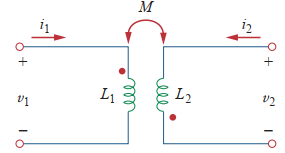 M
i₁ i₂
+ +
v₁ L₁ L₂ v₂
− −